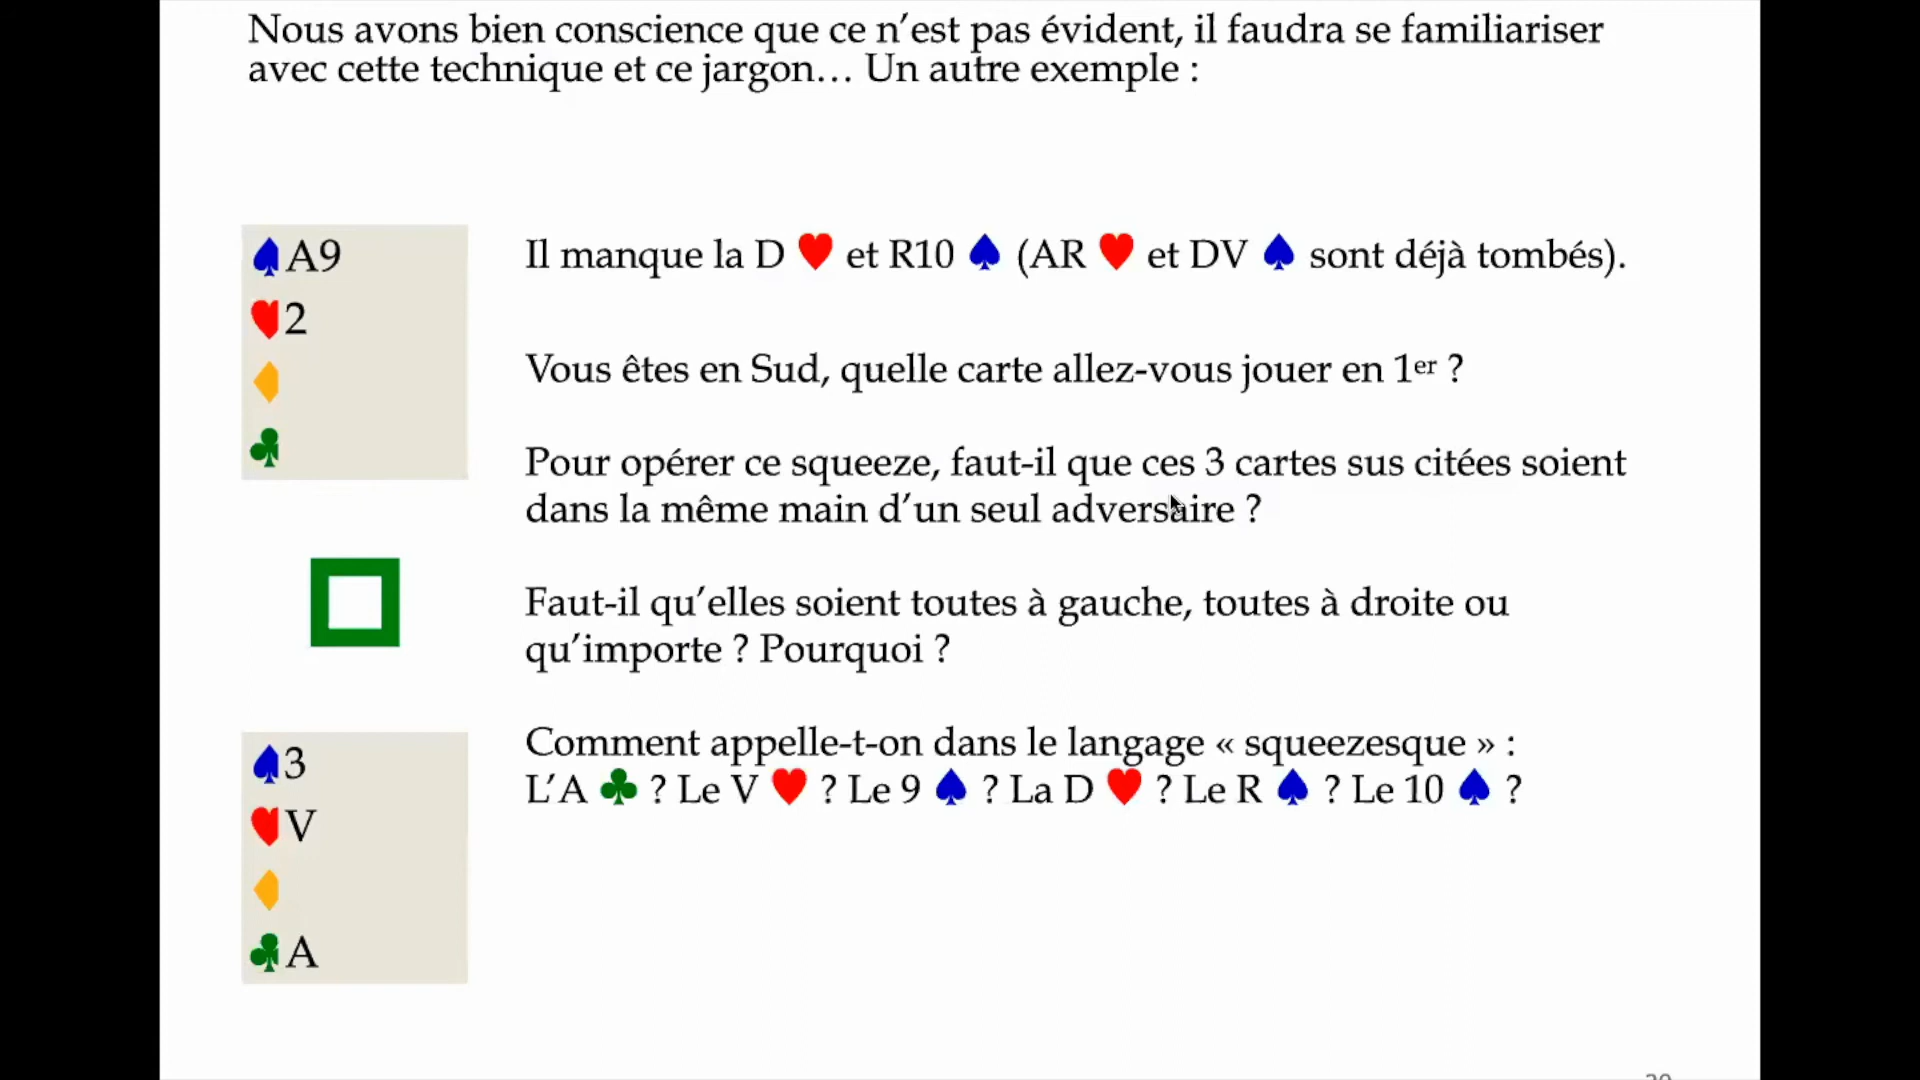 Nous avons bien conscience que ce n’est pas évident, il faudra se familiariser
avec cette technique et ce jargon… Un autre exemple :
♠A9
♥2
♦
♣
Il manque la D ♥ et R10 ♠ (AR ♥ et DV ♠ sont déjà tombés).
Vous êtes en Sud, quelle carte allez-vous jouer en 1er ?
Pour opérer ce squeeze, faut-il que ces 3 cartes sus citées soient
dans la même main d’un seul adversaire ?
Faut-il qu’elles soient toutes à gauche, toutes à droite ou
qu’importe ? Pourquoi ?
♠3
♥V
♦
♣A
Comment appelle-t-on dans le langage « squeezesque » :
L’A ♣ ? Le V ♥ ? Le 9 ♠ ? La D ♥ ? Le R ♠ ? Le 10 ♠ ?